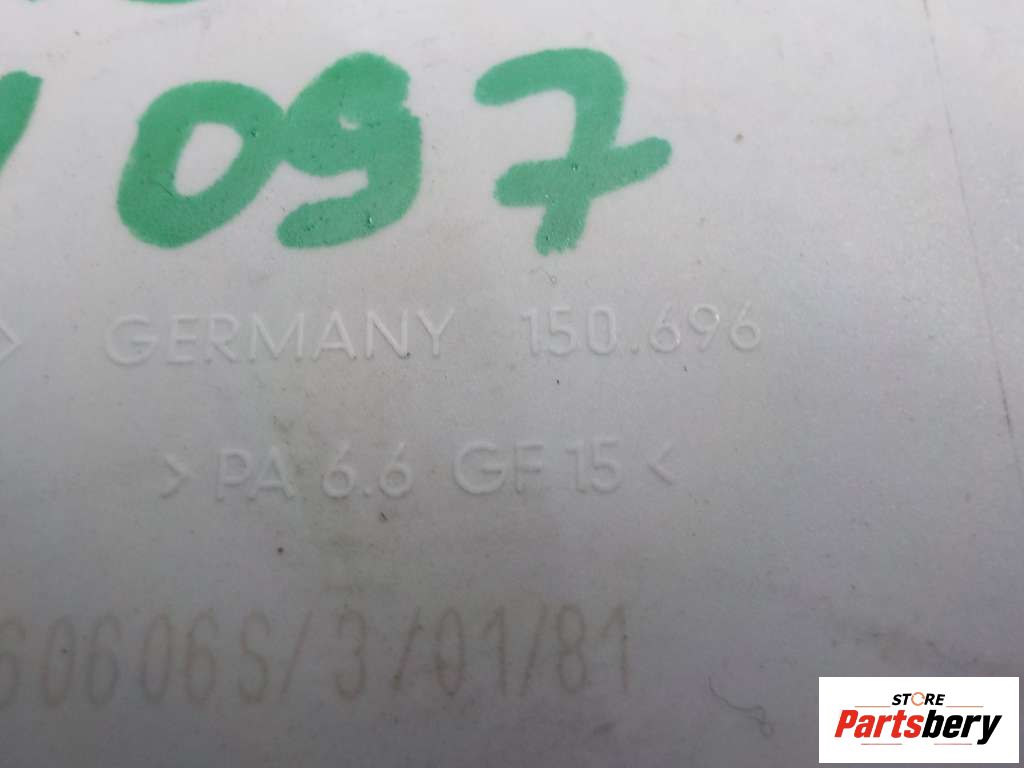 097
> GERMANY 150.696
> PA 6.6 GF 15 <
60606S/3/01/81
STORE
Partsbery